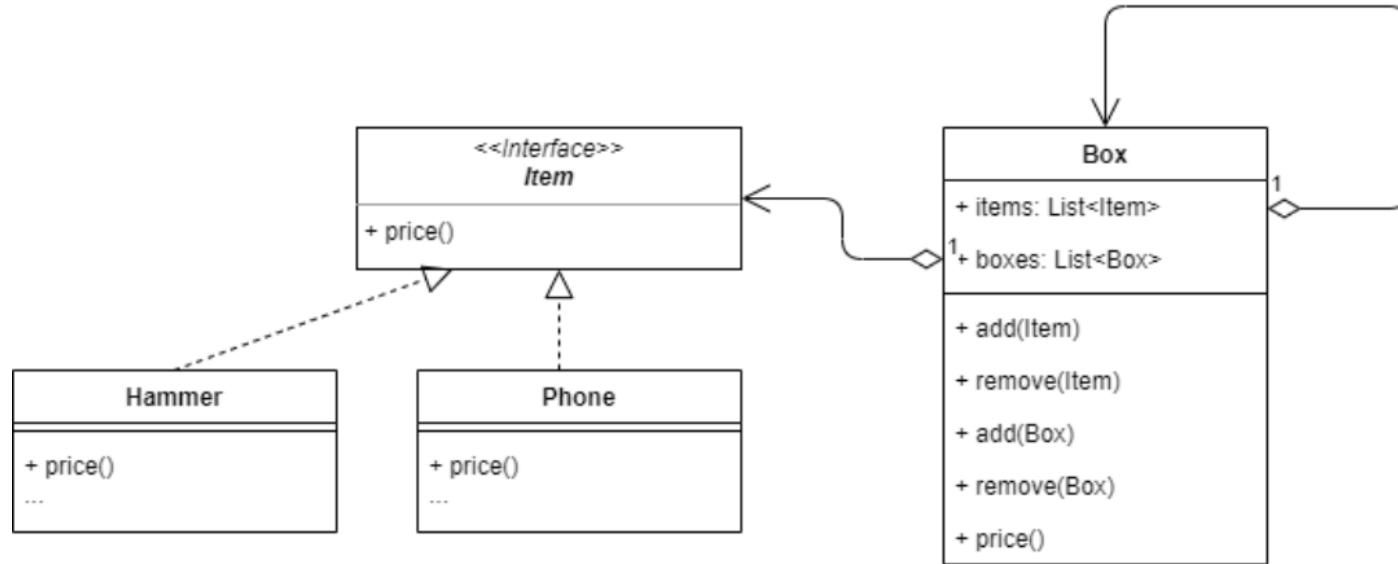 <<Interface>>
Item
+ price()
Hammer
+ price()
...
Phone
+ price()
...
Box
+ items: List<Item>
+ boxes: List<Box>
+ add(Item)
+ remove(Item)
+ add(Box)
+ remove(Box)
+ price()
1
1